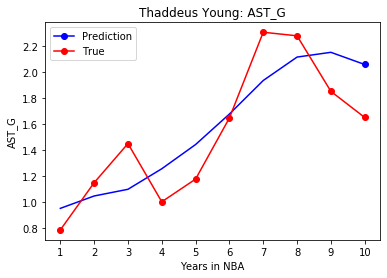 Thaddeus Young: AST_G
Prediction
True
AST_G
2.2
2.0
1.8
1.6
1.4
1.2
1.0
0.8
1 2 3 4 5 6 7 8 9 10
Years in NBA